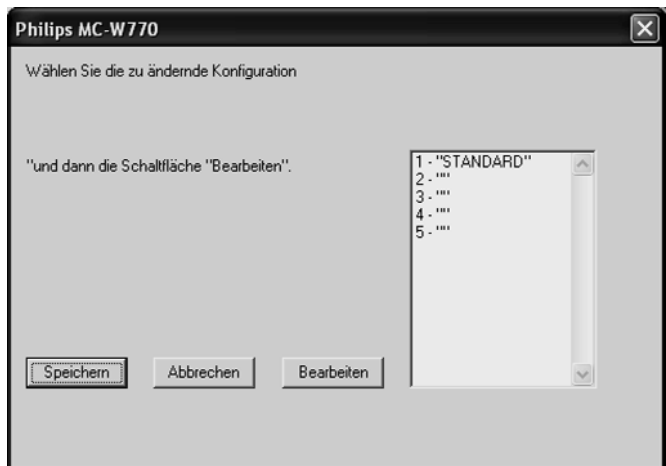 Philips MC-W770
Wählen Sie die zu ändernde Konfiguration
"und dann die Schaltfläche "Bearbeiten".
1 - "STANDARD"
2 - ""
3 - ""
4 - ""
5 - ""
Speichern
Abbrechen
Bearbeiten